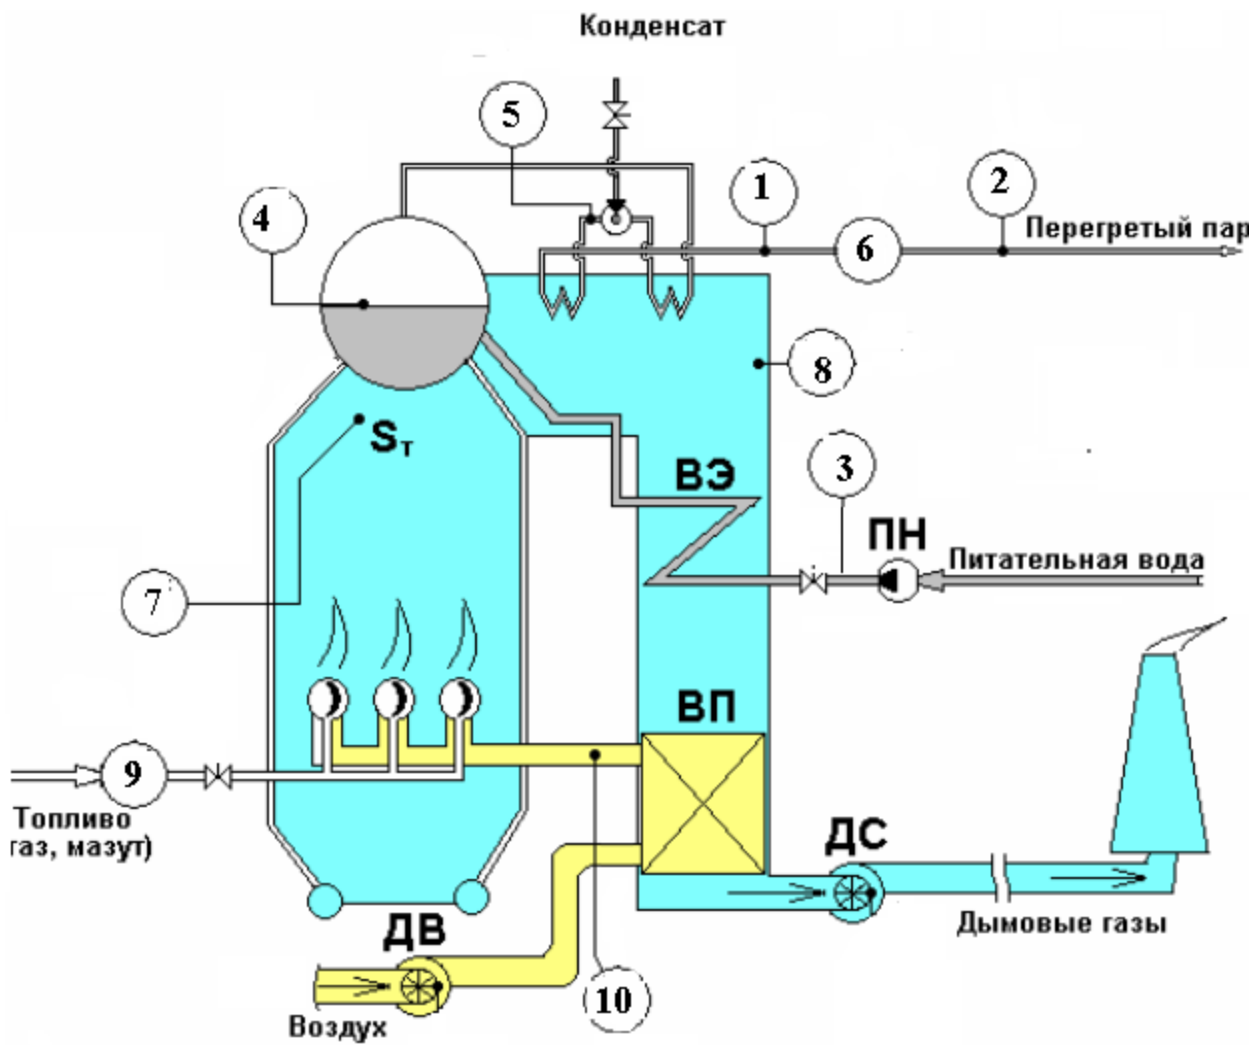 Конденсат
5
1
2
4
6
Перегретый пар
8
Sт
ВЭ
3
ПН
Питательная вода
7
ВП
9
Топливо
газ, мазут)
ДС
ДВ
Дымовые газы
10
Воздух